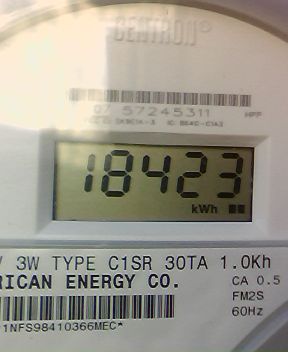 CENTRON®
07 57245311 HPP
18423
kWh
V 3W TYPE C1SR 30TA 1.0Kh
RICAN ENERGY CO. CA 0.5
FM2S
60Hz
1NFS98410366MEC*